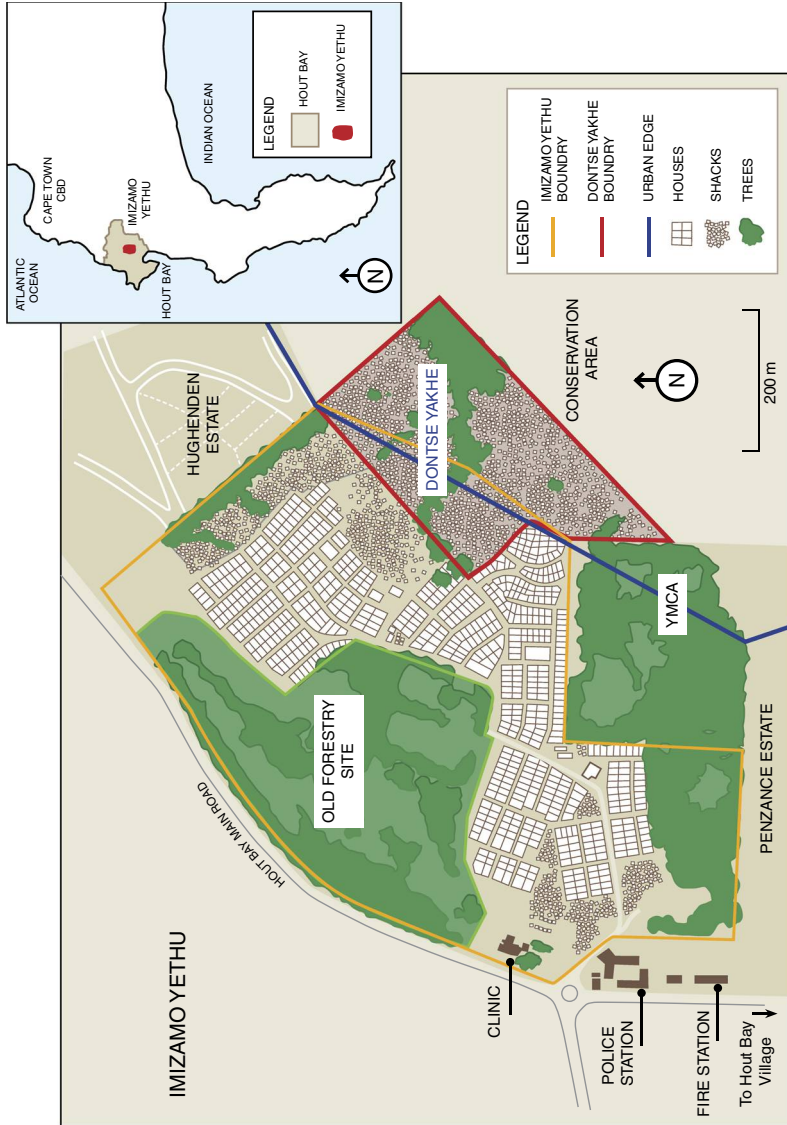 IMIZAMO YETHU
ATLANTIC
OCEAN
CAPE TOWN
CBD
IMIZAMO
YETHU
HOUT BAY
INDIAN OCEAN
N
LEGEND
HOUT BAY
IMIZAMO YETHU
HUGHENDEN
ESTATE
HOUT BAY MAIN ROAD
OLD FORESTRY
SITE
DONTSE YAKHE
CONSERVATION
AREA
YMCA
PENZANCE ESTATE
CLINIC
POLICE
STATION
FIRE STATION
To Hout Bay
Village
N
200 m
LEGEND
IMIZAMO YETHU
BOUNDRY
DONTSE YAKHE
BOUNDRY
URBAN EDGE
HOUSES
SHACKS
TREES